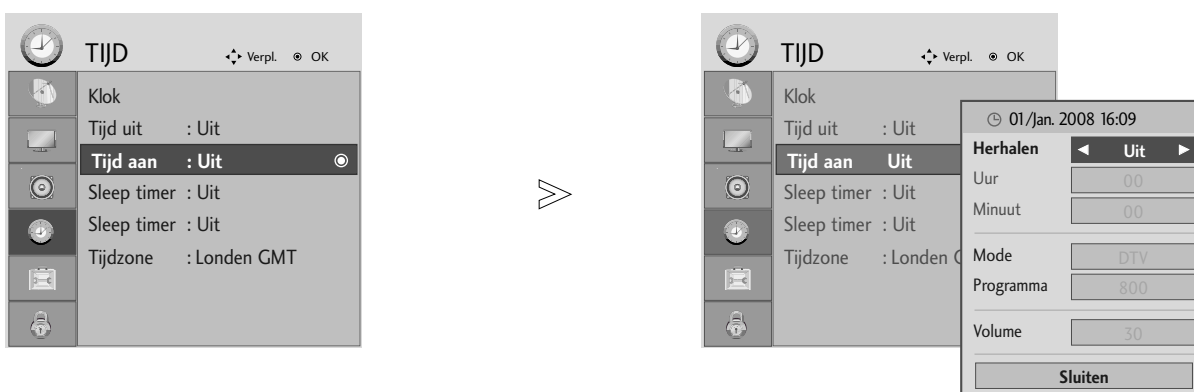 TIJD Verpl. OK
Klok
Tijd uit : Uit
Tijd aan : Uit
Sleep timer : Uit
Sleep timer : Uit
Tijdzone : Londen GMT
TIJD Verpl. OK
Klok
Tijd uit : Uit
Tijd aan Uit
Sleep timer : Uit
Sleep timer : Uit
Tijdzone : Londen
01/Jan. 2008 16:09
Herhalen ◄ Uit ►
Uur 00
Minuut 00
Mode DTV
Programma 800
Volume 30
Sluiten